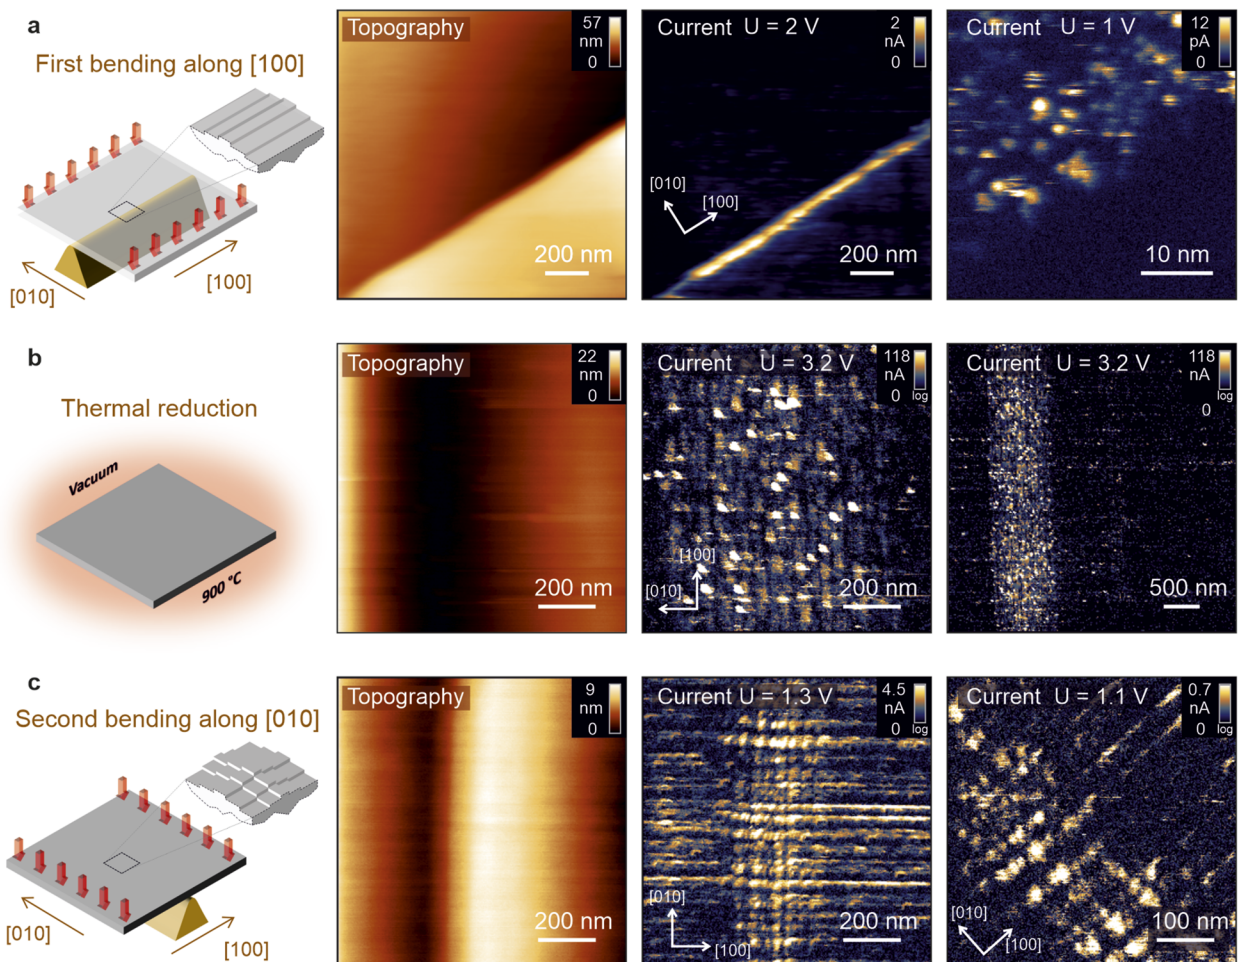 a
First bending along [100]
[010]
[100]
Topography
57
nm
0
200 nm
Current U = 2 V
2
nA
0
[010]
[100]
200 nm
Current U = 1 V
12
pA
0
10 nm
b
Thermal reduction
Vacuum
900 °C
Topography
22
nm
0
200 nm
Current U = 3.2 V
118
nA
0
log
[100]
[010]
200 nm
Current U = 3.2 V
118
nA
log
0
500 nm
c
Second bending along [010]
[010]
[100]
Topography
9
nm
0
200 nm
Current U = 1.3 V
4.5
nA
0
log
[010]
[100]
200 nm
Current U = 1.1 V
0.7
nA
0
log
[010]
[100]
100 nm